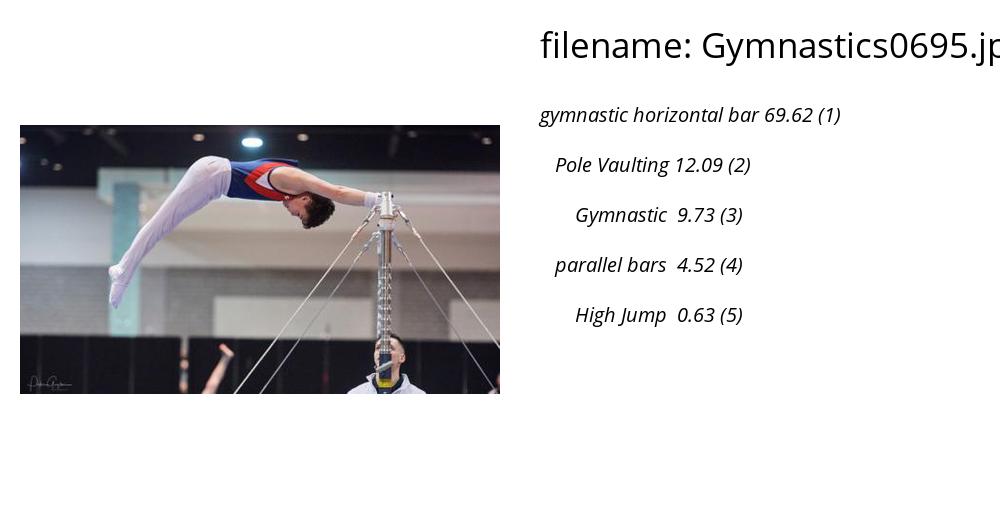 filename: Gymnastics0695.jp
gymnastic horizontal bar 69.62 (1)
Pole Vaulting 12.09 (2)
Gymnastic 9.73 (3)
parallel bars 4.52 (4)
High Jump 0.63 (5)